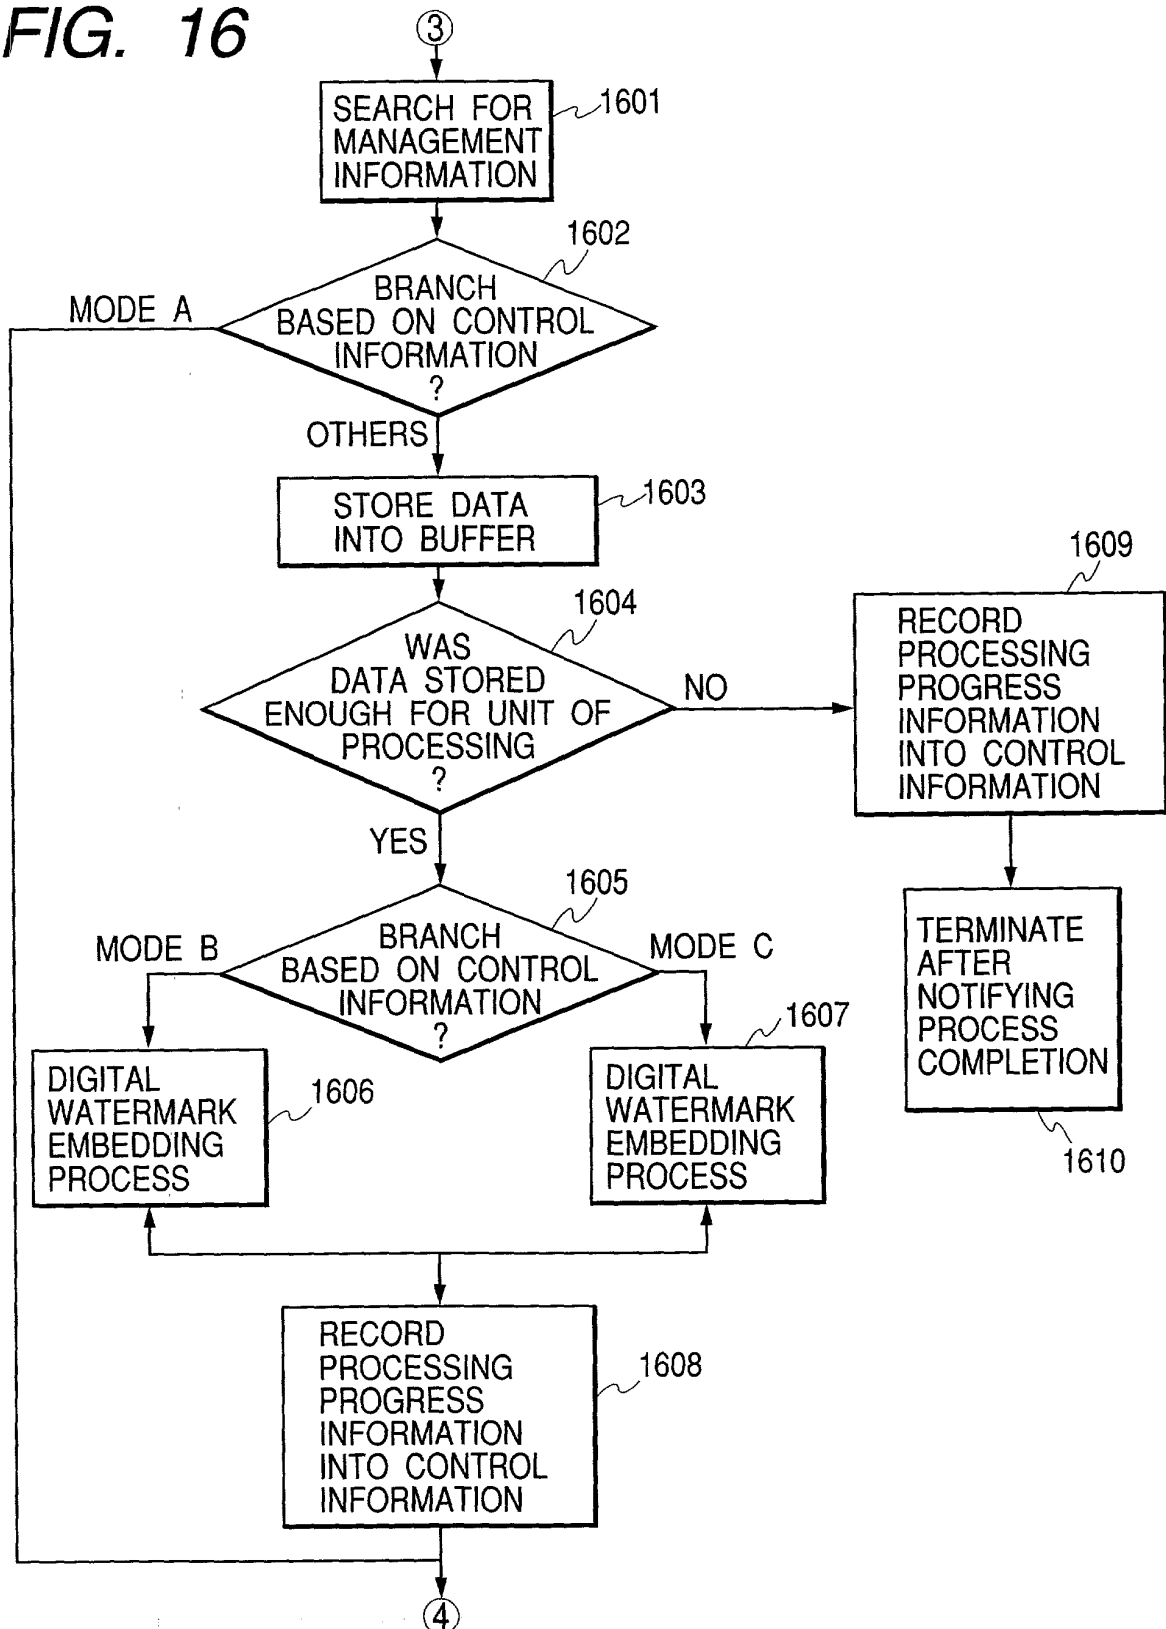 FIG. 16
3
SEARCH FOR
MANAGEMENT
INFORMATION
1601
1602
BRANCH
BASED ON CONTROL
INFORMATION
?
MODE A
OTHERS
STORE DATA
INTO BUFFER
1603
1604
WAS
DATA STORED
ENOUGH FOR UNIT OF
PROCESSING
?
NO
1609
RECORD
PROCESSING
PROGRESS
INFORMATION
INTO CONTROL
INFORMATION
YES
1605
BRANCH
BASED ON CONTROL
INFORMATION
?
MODE B
MODE C
TERMINATE
AFTER
NOTIFYING
PROCESS
COMPLETION
1610
DIGITAL
WATERMARK
EMBEDDING
PROCESS
1606
1607
DIGITAL
WATERMARK
EMBEDDING
PROCESS
RECORD
PROCESSING
PROGRESS
INFORMATION
INTO CONTROL
INFORMATION
1608
4